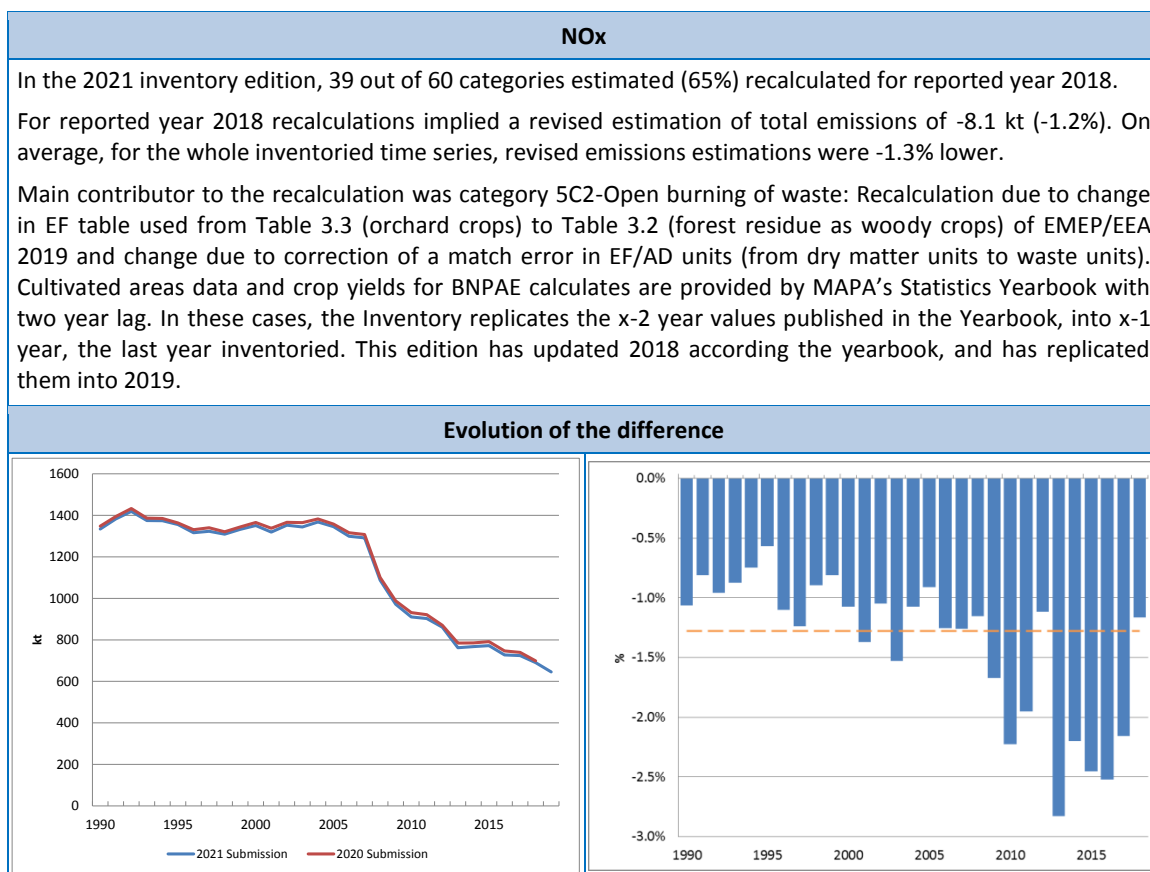 NOx
In the 2021 inventory edition, 39 out of 60 categories estimated (65%) recalculated for reported year 2018.
For reported year 2018 recalculations implied a revised estimation of total emissions of -8.1 kt (-1.2%). On
average, for the whole inventoried time series, revised emissions estimations were -1.3% lower.
Main contributor to the recalculation was category 5C2-Open burning of waste: Recalculation due to change
in EF table used from Table 3.3 (orchard crops) to Table 3.2 (forest residue as woody crops) of EMEP/EEA
2019 and change due to correction of a match error in EF/AD units (from dry matter units to waste units).
Cultivated areas data and crop yields for BNPAE calculates are provided by MAPA's Statistics Yearbook with
two year lag. In these cases, the Inventory replicates the x-2 year values published in the Yearbook, into x-1
year, the last year inventoried. This edition has updated 2018 according the yearbook, and has replicated
them into 2019.
Evolution of the difference
1600
1400
1200
1000
800
600
400
200
0
kt
1990 1995 2000 2005 2010 2015
2021 Submission 2020 Submission
0.0%
-0.5%
-1.0%
-1.5%
-2.0%
-2.5%
-3.0%
%
1990 1995 2000 2005 2010 2015